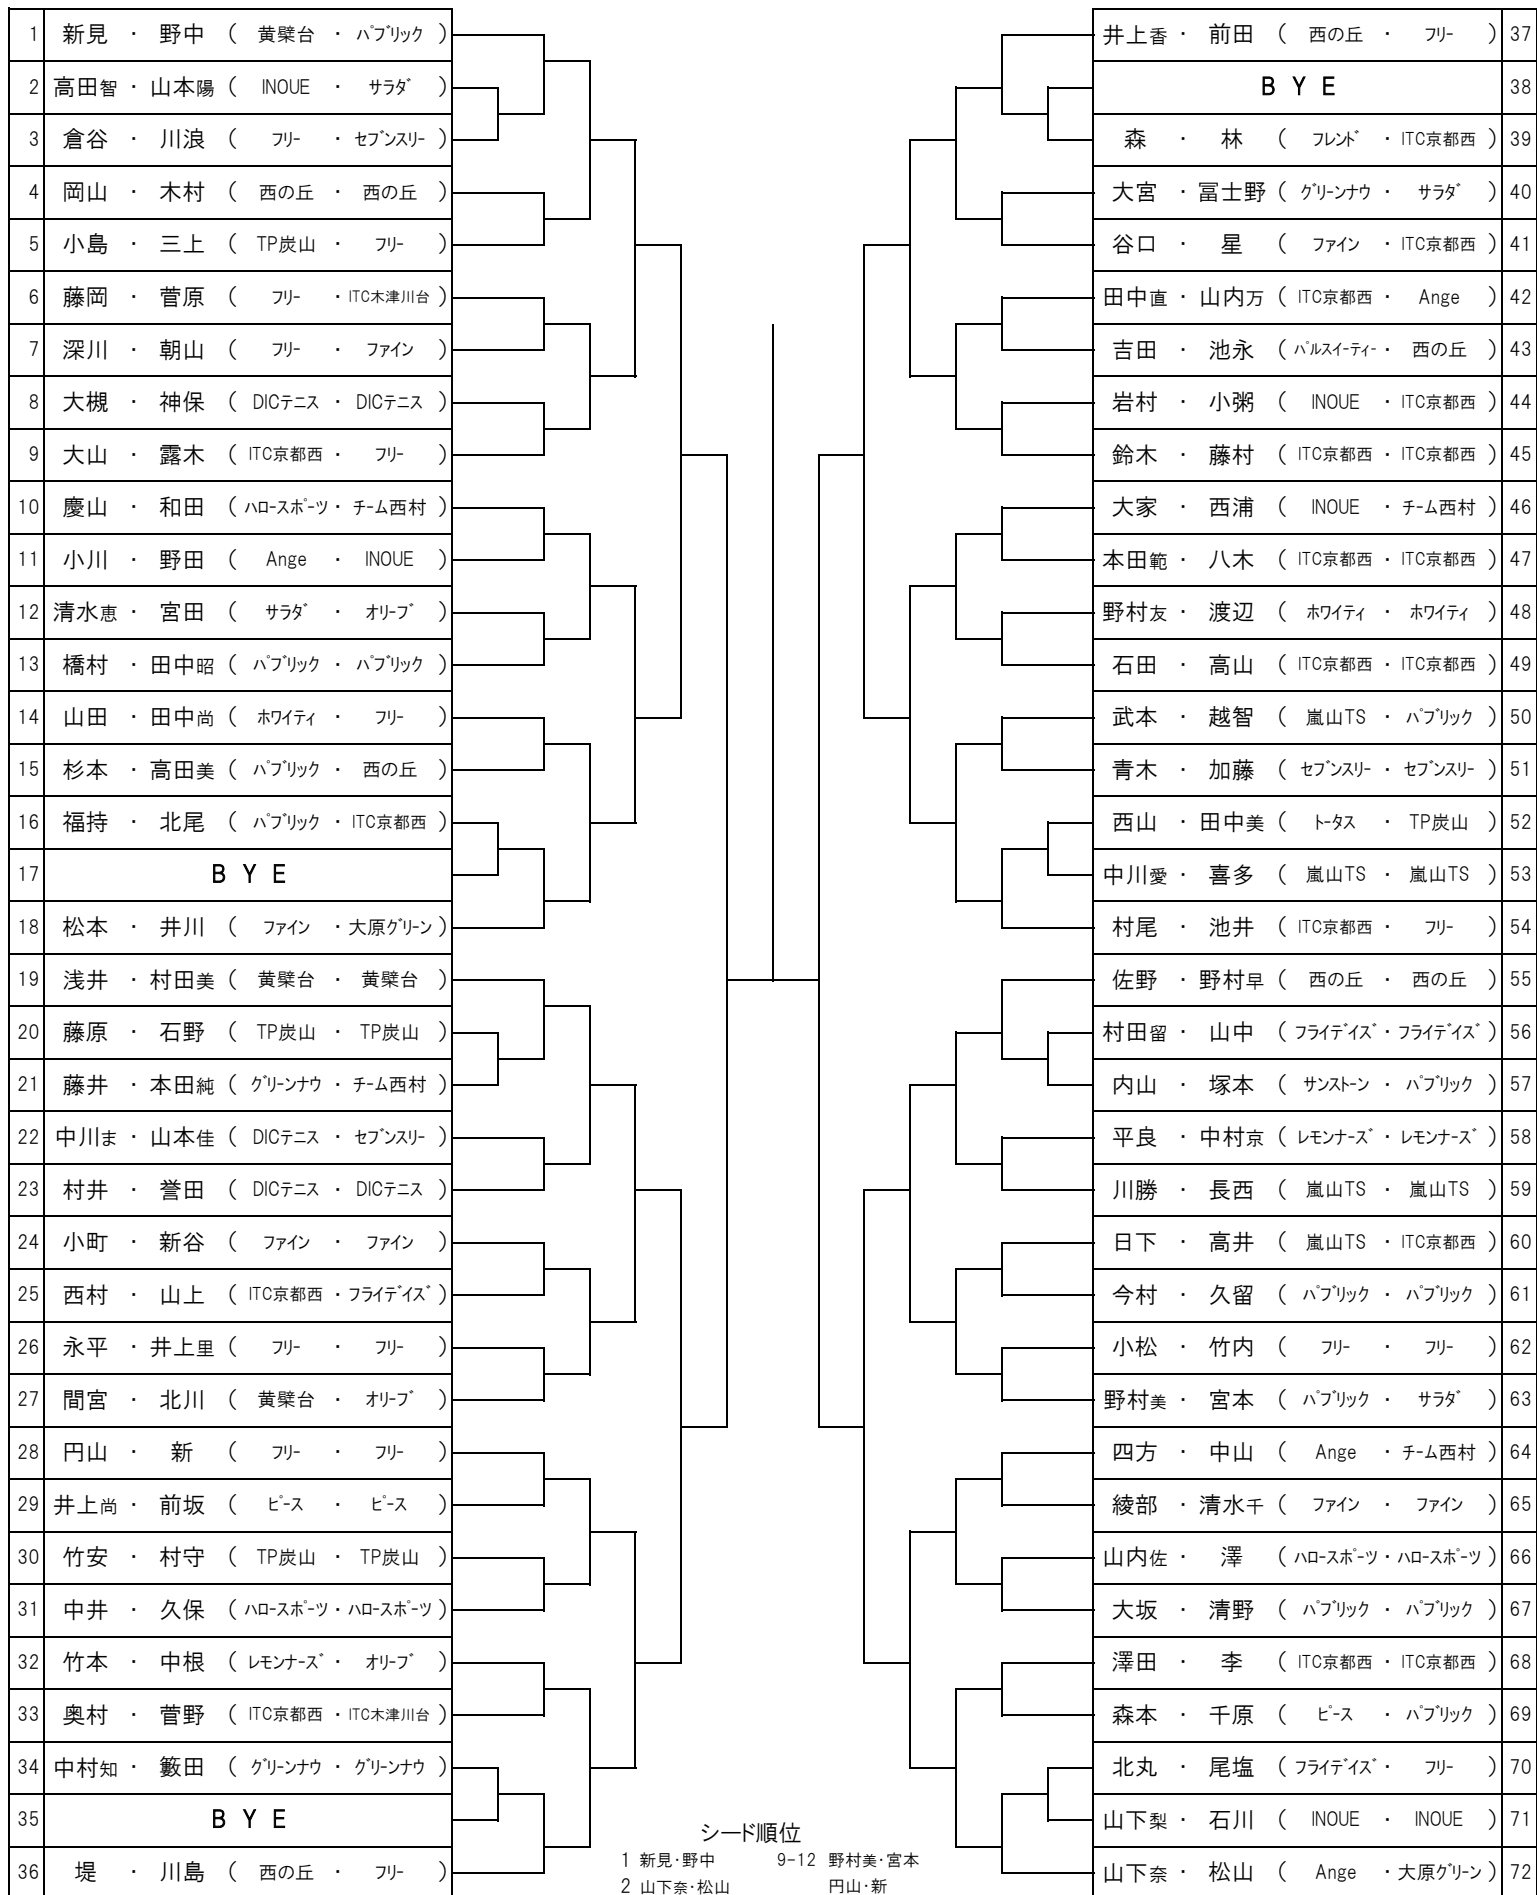 1 新見 ・ 野中 ( 黄檗台 ・ パブリック )
2 高田智 ・ 山本陽 ( INOUE ・ サラダ )
3 倉谷 ・ 川浪 ( フリー ・ セブンスリー )
4 岡山 ・ 木村 ( 西の丘 ・ 西の丘 )
5 小島 ・ 三上 ( TP炭山 ・ フリー )
6 藤岡 ・ 菅原 ( フリー ・ ITC木津川台 )
7 深川 ・ 朝山 ( フリー ・ ファイン )
8 大槻 ・ 神保 ( DICテニス ・ DICテニス )
9 大山 ・ 露木 ( ITC京都西 ・ フリー )
10 慶山 ・ 和田 ( ハロースポーツ ・ チーム西村 )
11 小川 ・ 野田 ( Ange ・ INOUE )
12 清水恵 ・ 宮田 ( サラダ ・ オリーブ )
13 橋村 ・ 田中昭 ( パブリック ・ パブリック )
14 山田 ・ 田中尚 ( ホワイティ ・ フリー )
15 杉本 ・ 高田美 ( パブリック ・ 西の丘 )
16 福持 ・ 北尾 ( パブリック ・ ITC京都西 )
17 BYE
18 松本 ・ 井川 ( ファイン ・ 大原グリーン )
19 浅井 ・ 村田美 ( 黄檗台 ・ 黄檗台 )
20 藤原 ・ 石野 ( TP炭山 ・ TP炭山 )
21 藤井 ・ 本田純 ( グリーンナウ ・ チーム西村 )
22 中川ま ・ 山本佳 ( DICテニス ・ セブンスリー )
23 村井 ・ 誉田 ( DICテニス ・ DICテニス )
24 小町 ・ 新谷 ( ファイン ・ ファイン )
25 西村 ・ 山上 ( ITC京都西 ・ フライデイズ )
26 永平 ・ 井上里 ( フリー ・ フリー )
27 間宮 ・ 北川 ( 黄檗台 ・ オリーブ )
28 円山 ・ 新 ( フリー ・ フリー )
29 井上尚 ・ 前坂 ( ピース ・ ピース )
30 竹安 ・ 村守 ( TP炭山 ・ TP炭山 )
31 中井 ・ 久保 ( ハロースポーツ ・ ハロースポーツ )
32 竹本 ・ 中根 ( レモンナーズ ・ オリーブ )
33 奥村 ・ 菅野 ( ITC京都西 ・ ITC木津川台 )
34 中村知 ・ 籔田 ( グリーンナウ ・ グリーンナウ )
35 BYE
36 堤 ・ 川島 ( 西の丘 ・ フリー )
井上香 ・ 前田 ( 西の丘 ・ フリー ) 37
BYE 38
森 ・ 林 ( フレンド ・ ITC京都西 ) 39
大宮 ・ 冨士野 ( グリーンナウ ・ サラダ ) 40
谷口 ・ 星 ( ファイン ・ ITC京都西 ) 41
田中直 ・ 山内万 ( ITC京都西 ・ Ange ) 42
吉田 ・ 池永 ( パルスイーティー ・ 西の丘 ) 43
岩村 ・ 小粥 ( INOUE ・ ITC京都西 ) 44
鈴木 ・ 藤村 ( ITC京都西 ・ ITC京都西 ) 45
大家 ・ 西浦 ( INOUE ・ チーム西村 ) 46
本田範 ・ 八木 ( ITC京都西 ・ ITC京都西 ) 47
野村友 ・ 渡辺 ( ホワイティ ・ ホワイティ ) 48
石田 ・ 高山 ( ITC京都西 ・ ITC京都西 ) 49
武本 ・ 越智 ( 嵐山TS ・ パブリック ) 50
青木 ・ 加藤 ( セブンスリー ・ セブンスリー ) 51
西山 ・ 田中美 ( トータス ・ TP炭山 ) 52
中川愛 ・ 喜多 ( 嵐山TS ・ 嵐山TS ) 53
村尾 ・ 池井 ( ITC京都西 ・ フリー ) 54
佐野 ・ 野村早 ( 西の丘 ・ 西の丘 ) 55
村田留 ・ 山中 ( フライデイズ ・ フライデイズ ) 56
内山 ・ 塚本 ( サンストーン ・ パブリック ) 57
平良 ・ 中村京 ( レモンナーズ ・ レモンナーズ ) 58
川勝 ・ 長西 ( 嵐山TS ・ 嵐山TS ) 59
日下 ・ 高井 ( 嵐山TS ・ ITC京都西 ) 60
今村 ・ 久留 ( パブリック ・ パブリック ) 61
小松 ・ 竹内 ( フリー ・ フリー ) 62
野村美 ・ 宮本 ( パブリック ・ サラダ ) 63
四方 ・ 中山 ( Ange ・ チーム西村 ) 64
綾部 ・ 清水千 ( ファイン ・ ファイン ) 65
山内佐 ・ 澤 ( ハロースポーツ ・ ハロースポーツ ) 66
大坂 ・ 清野 ( パブリック ・ パブリック ) 67
澤田 ・ 李 ( ITC京都西 ・ ITC京都西 ) 68
森本 ・ 千原 ( ピース ・ パブリック ) 69
北丸 ・ 尾塩 ( フライデイズ ・ フリー ) 70
山下梨 ・ 石川 ( INOUE ・ INOUE ) 71
山下奈 ・ 松山 ( Ange ・ 大原グリーン ) 72
シード順位
1 新見・野中 9-12 野村美・宮本
2 山下奈・松山 円山・新